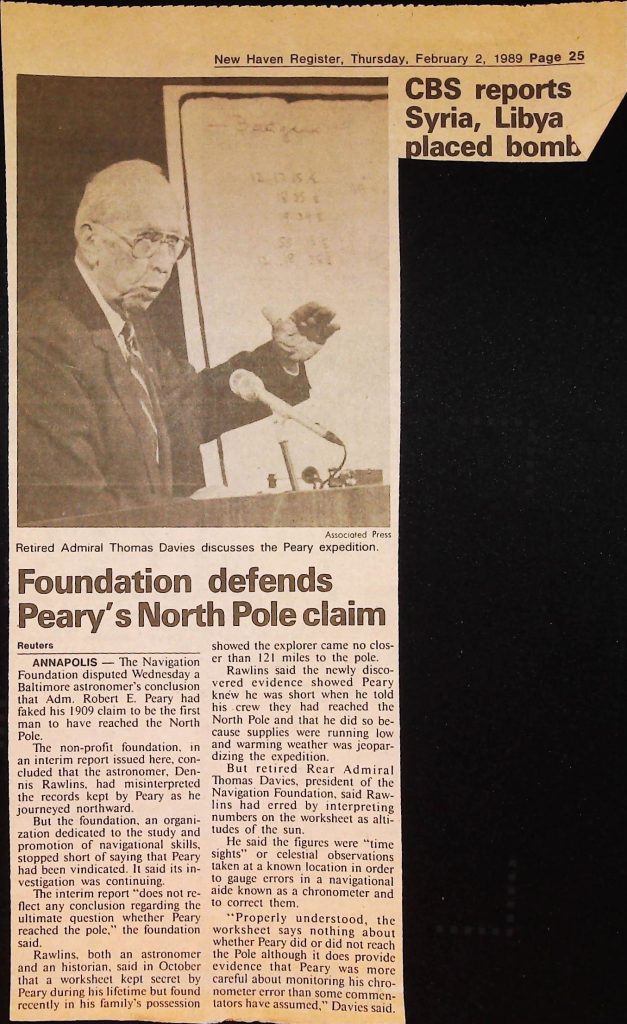 New Haven Register, Thursday, February 2, 1989 Page 25
CBS reports
Syria, Libya
placed bomb
Associated Press
Retired Admiral Thomas Davies discusses the Peary expedition.
Foundation defends
Peary's North Pole claim
Reuters
ANNAPOLIS — The Navigation
Foundation disputed Wednesday a
Baltimore astronomer's conclusion
that Adm. Robert E. Peary had
faked his 1909 claim to be the first
man to have reached the North
Pole.
The non-profit foundation, in
an interim report issued here, con-
cluded that the astronomer, Den-
nis Rawlins, had misinterpreted
the records kept by Peary as he
journeyed northward.
But the foundation, an organi-
zation dedicated to the study and
promotion of navigational skills,
stopped short of saying that Peary
had been vindicated. It said its in-
vestigation was continuing.
The interim report "does not re-
flect any conclusion regarding the
ultimate question whether Peary
reached the pole," the foundation
said.
Rawlins, both an astronomer
and an historian, said in October
that a worksheet kept secret by
Peary during his lifetime but found
recently in his family's possession
showed the explorer came no clos-
er than 121 miles to the pole.
Rawlins said the newly disco-
vered evidence showed Peary
knew he was short when he told
his crew they had reached the
North Pole and that he did so be-
cause supplies were running low
and warming weather was jeopar-
dizing the expedition.
But retired Rear Admiral
Thomas Davies, president of the
Navigation Foundation, said Raw-
lins had erred by interpreting
numbers on the worksheet as alti-
tudes of the sun.
He said the figures were "time
sights" or celestial observations
taken at a known location in order
to gauge errors in a navigational
aide known as a chronometer and
to correct them.
"Properly understood, the
worksheet says nothing about
whether Peary did or did not reach
the Pole although it does provide
evidence that Peary was more
careful about monitoring his chro-
nometer error than some commen-
tators have assumed," Davies said.